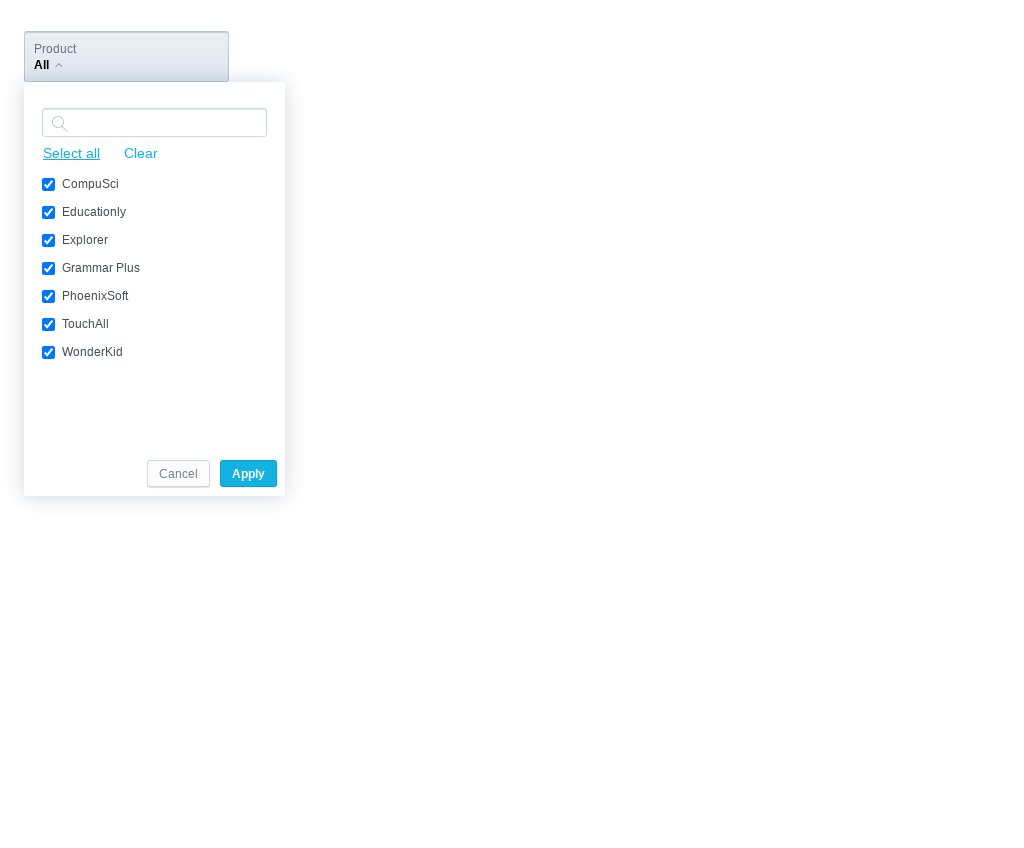 Product
All
Select all Clear
CompuSci
Educationly
Explorer
Grammar Plus
PhoenixSoft
TouchAll
WonderKid
Cancel Apply